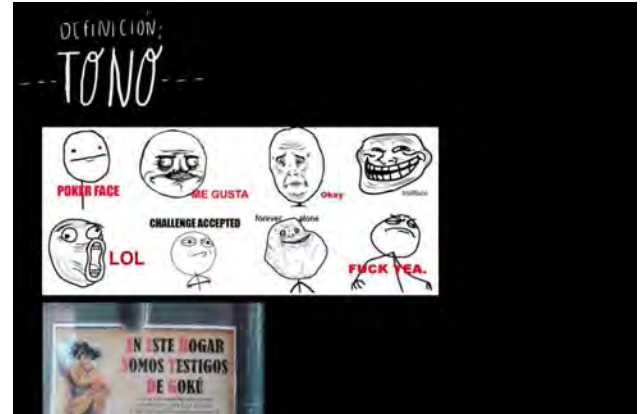 DEFINICIÓN:
TONO
POKER FACE
ME GUSTA
Okay
trollface
LOL
CHALLENGE ACCEPTED
forever alone
FUCK YEA.
EN ESTE HOGAR
SOMOS TESTIGOS
DE GOKÚ